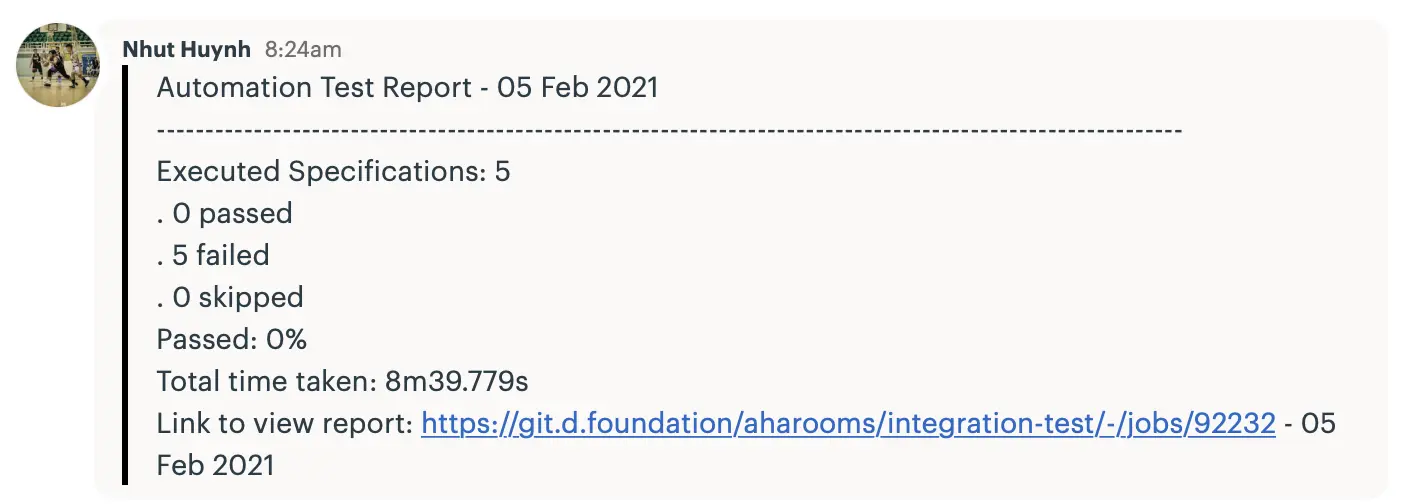 Nhut Huynh 8:24am
Automation Test Report - 05 Feb 2021
----------------------------------------------------------------------------------------------------------
Executed Specifications: 5
. 0 passed
. 5 failed
. 0 skipped
Passed: 0%
Total time taken: 8m39.779s
Link to view report: https://git.d.foundation/aharooms/integration-test/-/jobs/92232 - 05
Feb 2021